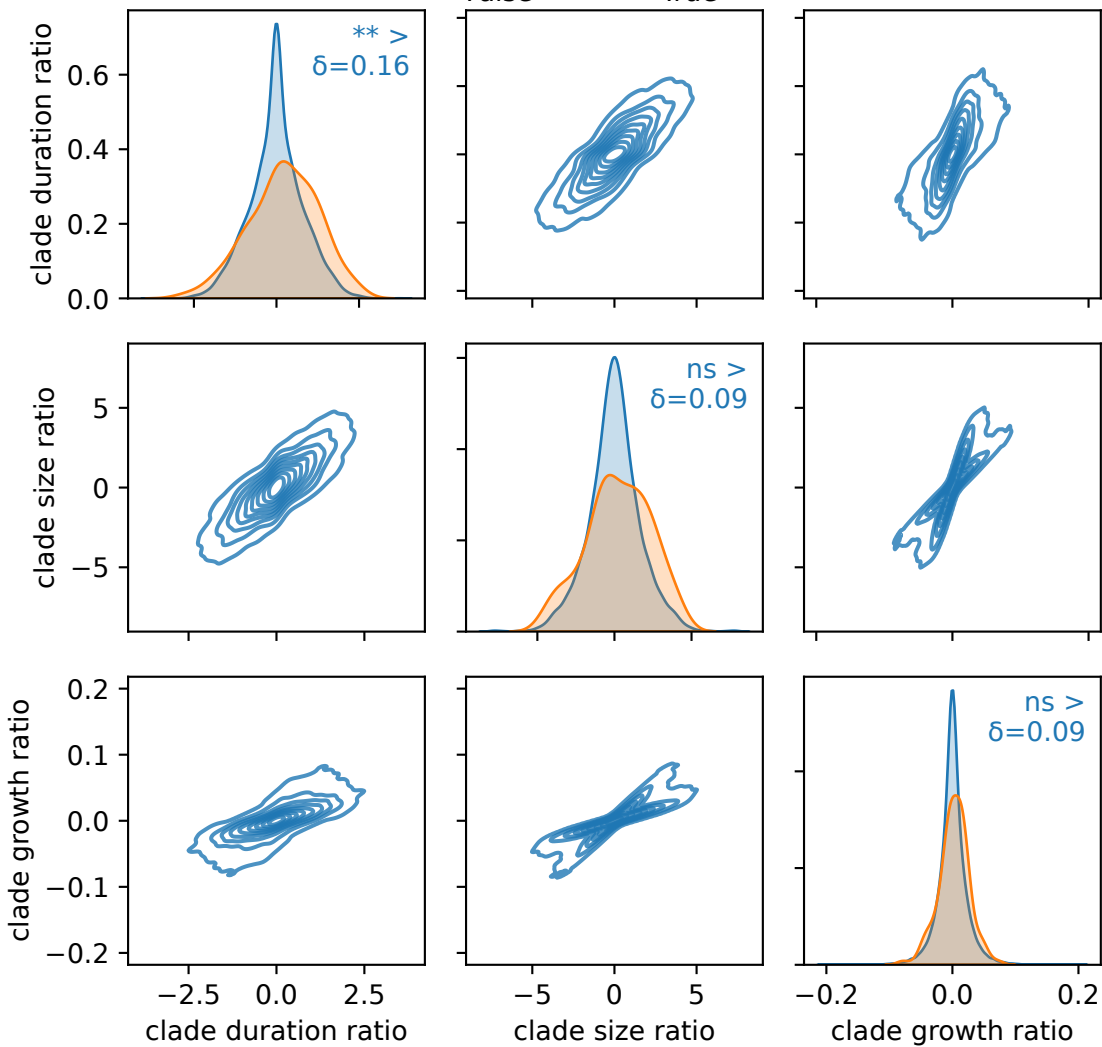 ** >
δ=0.16
clade duration ratio
0.6
0.4
0.2
0.0
ns >
δ=0.09
clade size ratio
5
0
−5
ns >
δ=0.09
clade growth ratio
0.2
0.1
0.0
−0.1
−0.2
−2.5 0.0 2.5
−5 0 5
−0.2 0.0 0.2
clade duration ratio
clade size ratio
clade growth ratio